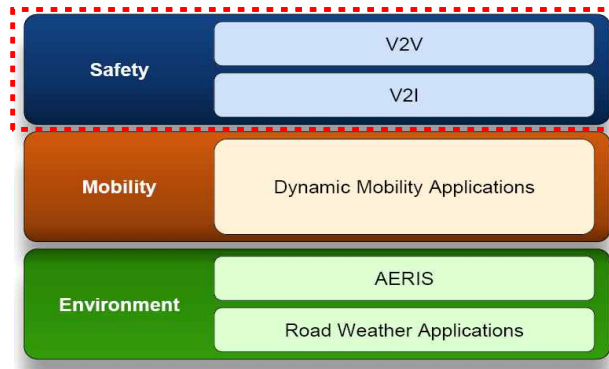 Safety
V2V
V2I
Mobility
Dynamic Mobility Applications
Environment
AERIS
Road Weather Applications